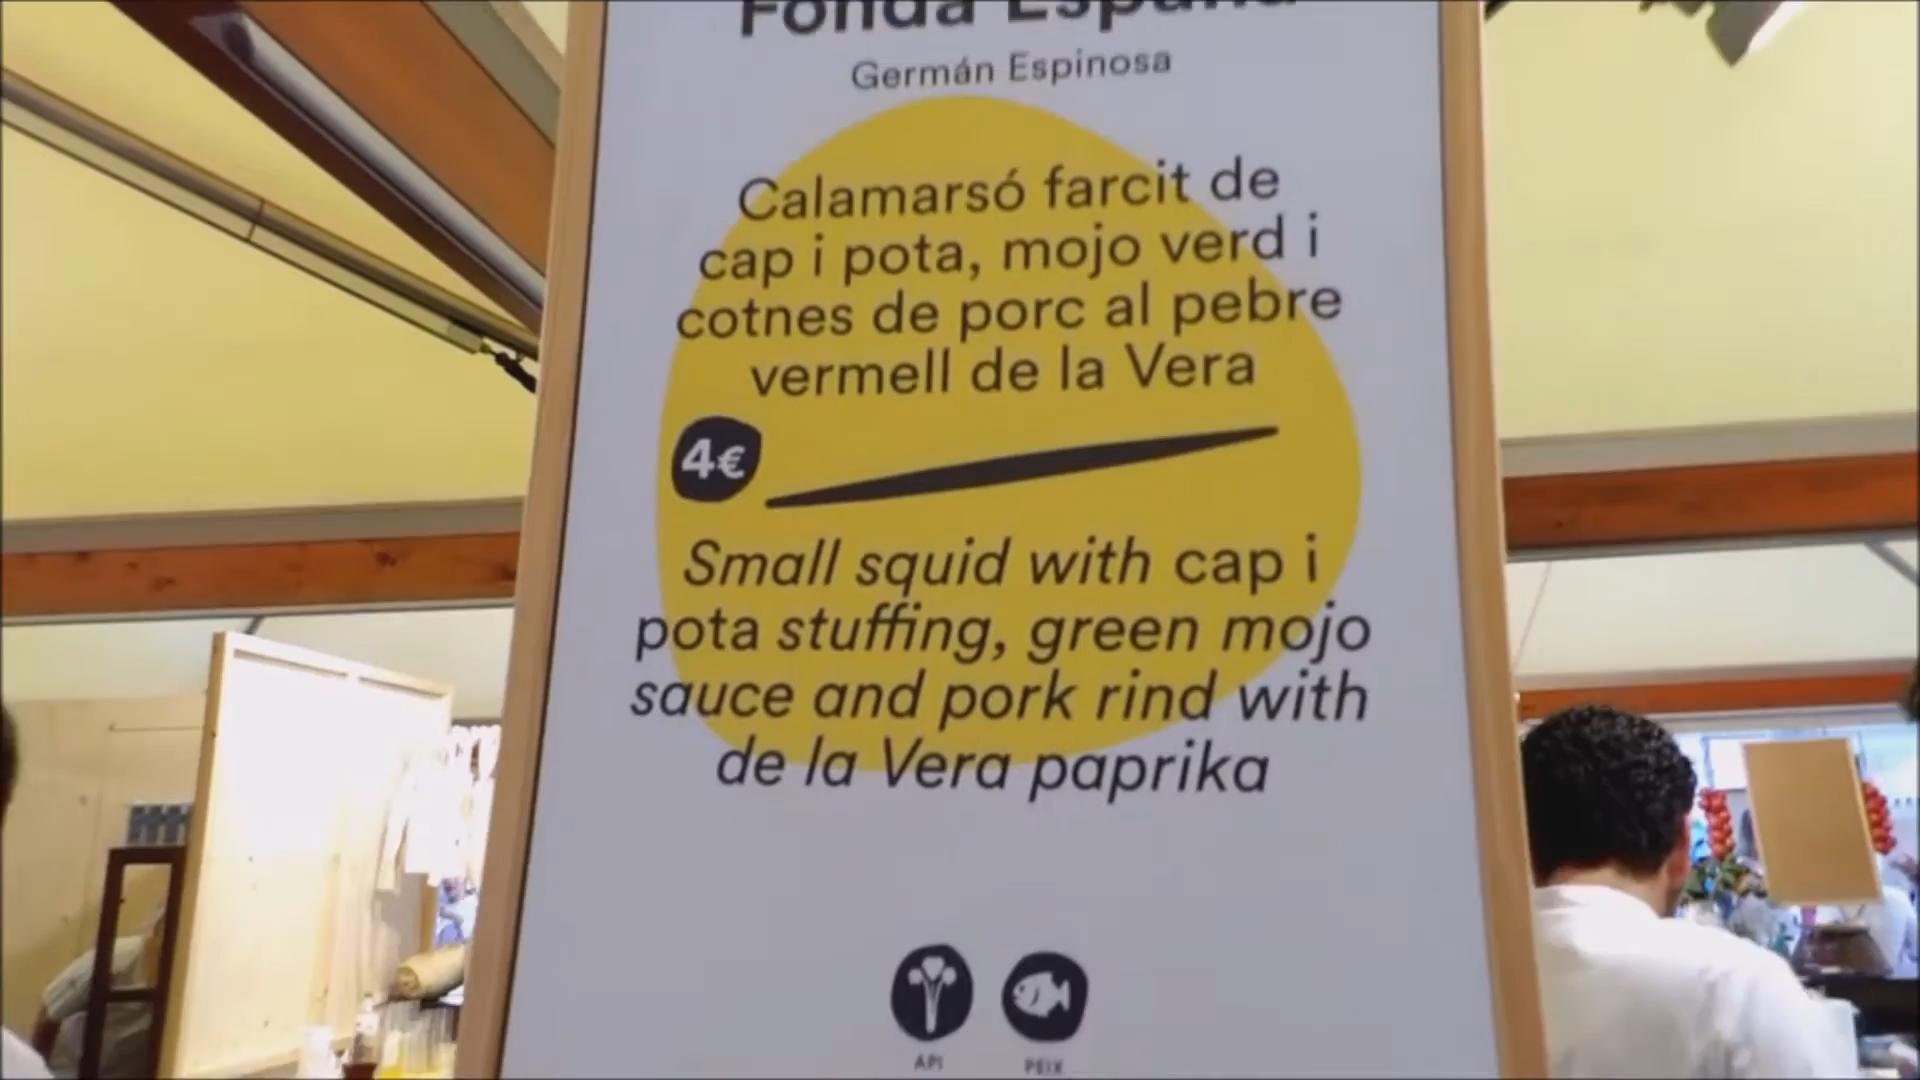 Fonda España
Germán Espinosa
Calamarsó farcit de
cap i pota, mojo verd i
cotnes de porc al pebre
vermell de la Vera
4€
Small squid with cap i
pota stuffing, green mojo
sauce and pork rind with
de la Vera paprika
API PEIX